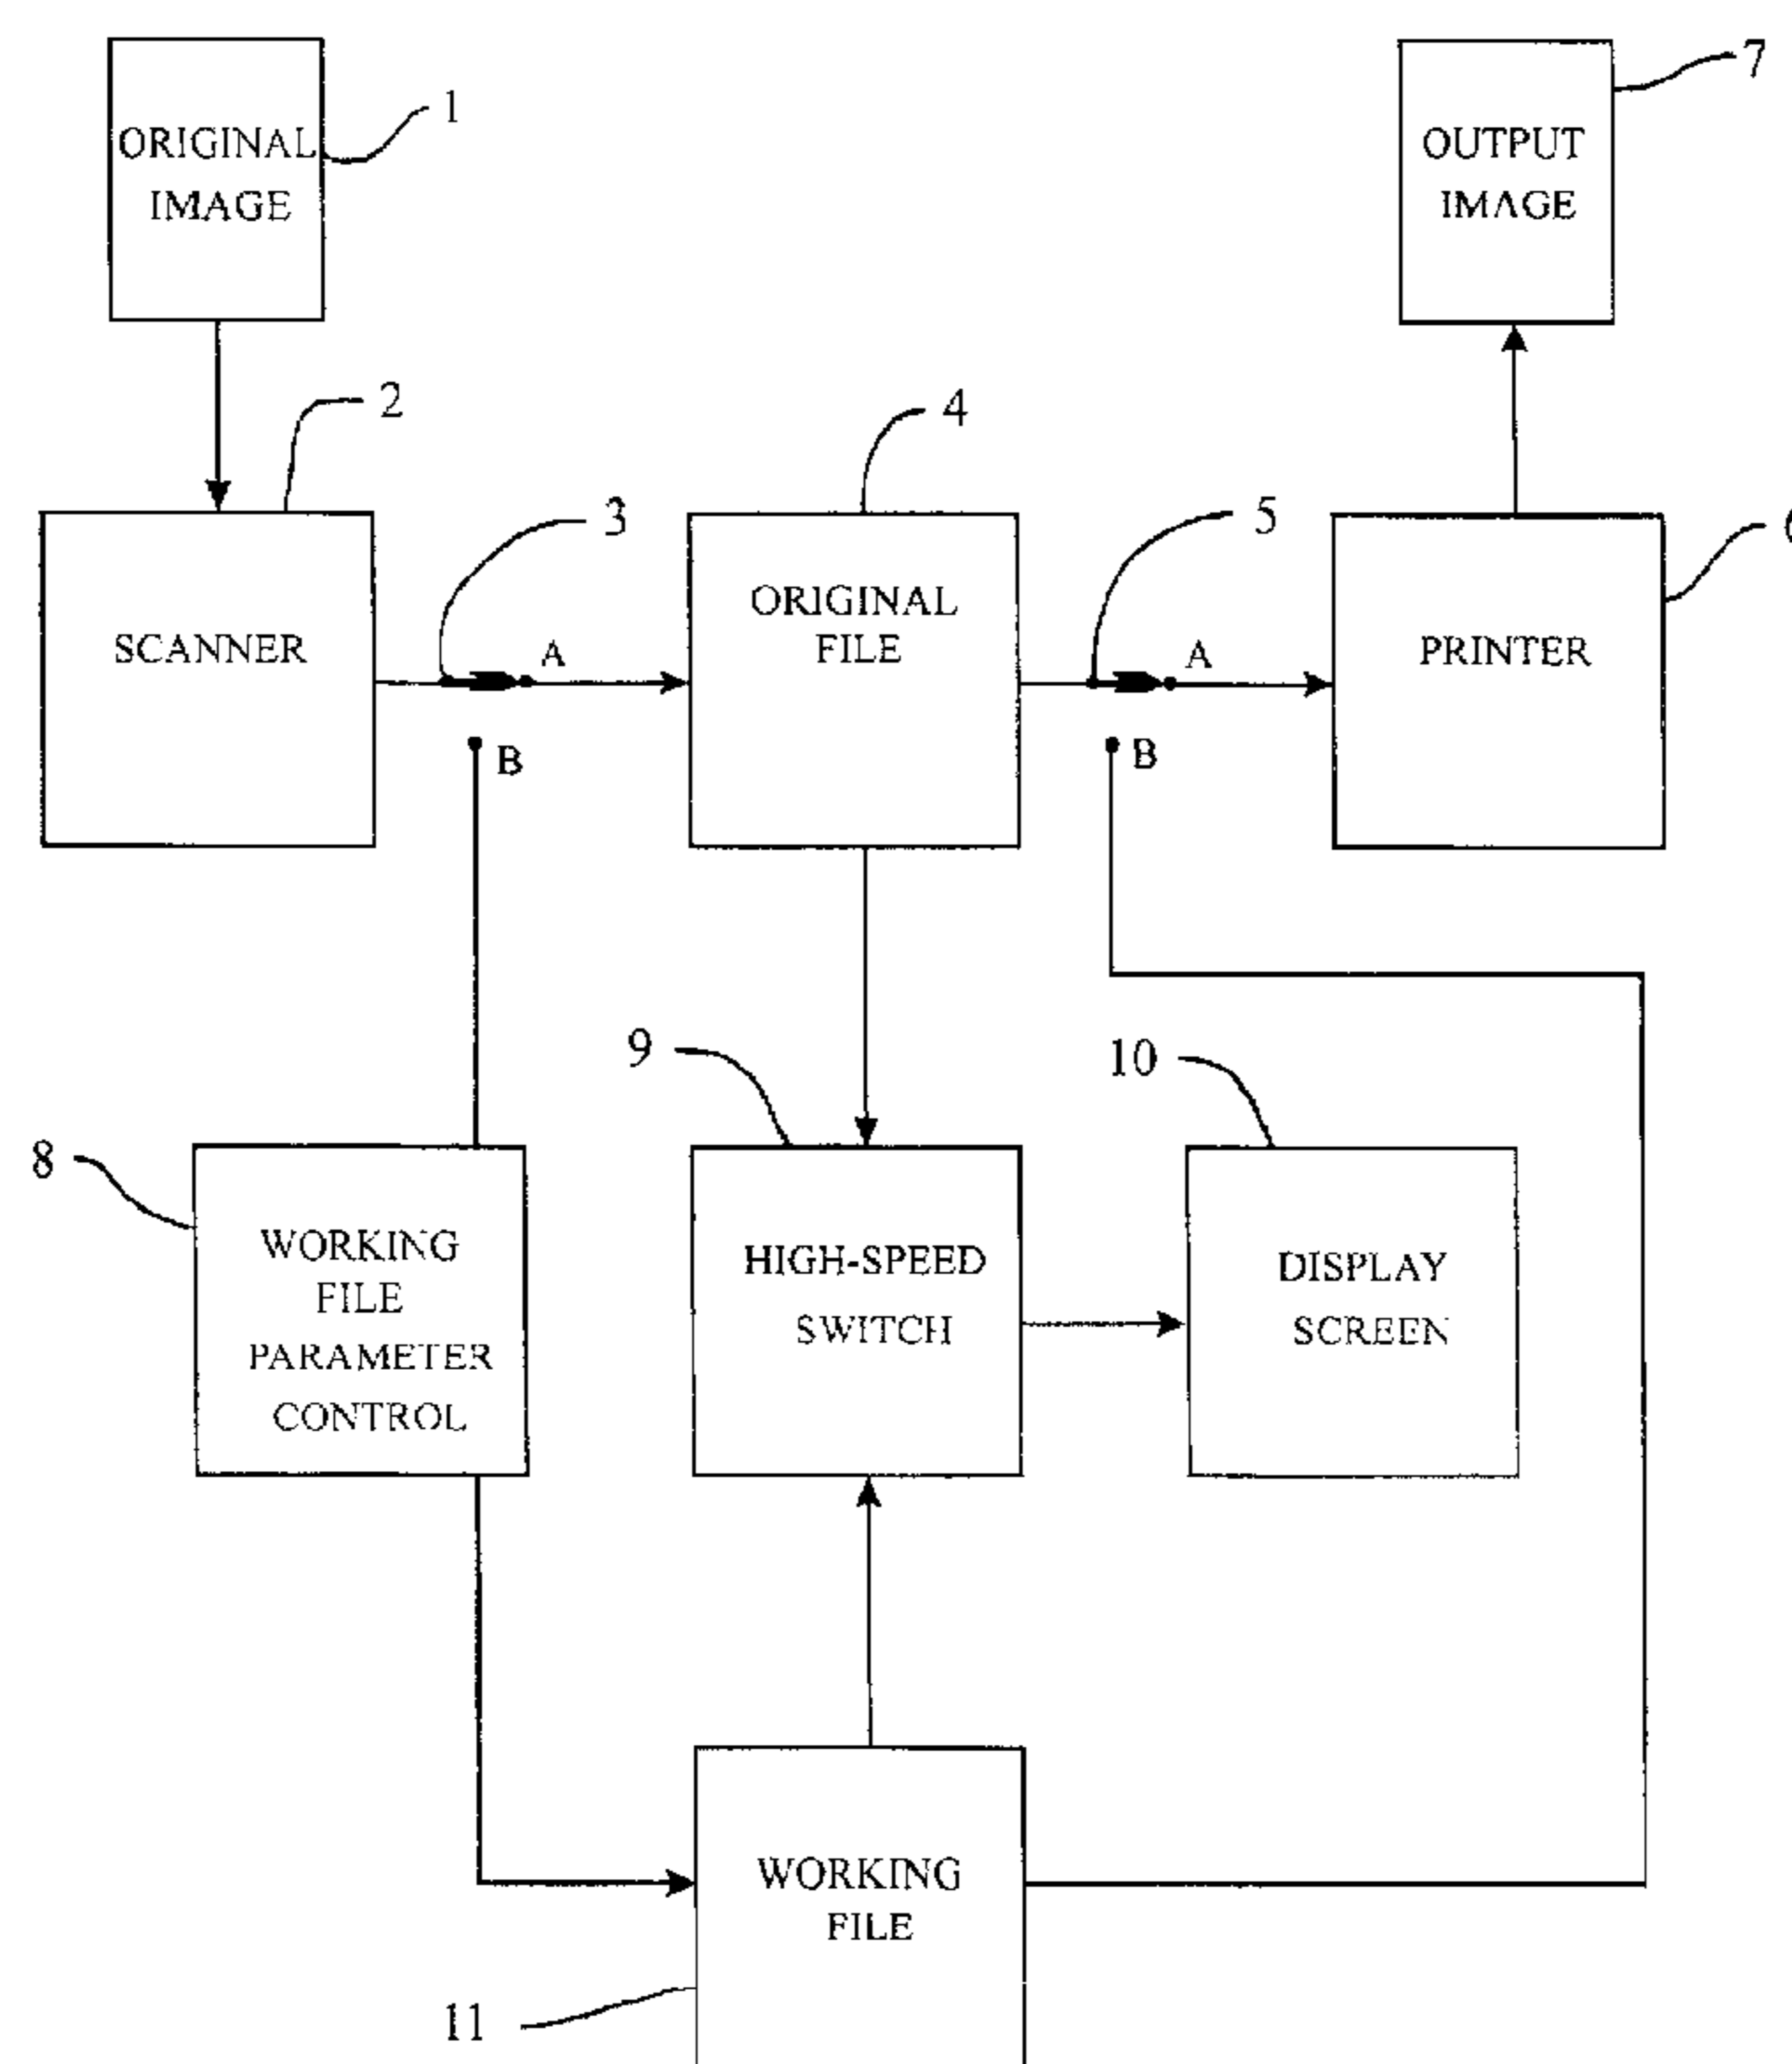 1
7
ORIGINAL
IMAGE
OUTPUT
IMAGE
2
4
3
5
6
SCANNER
A
ORIGINAL
FILE
A
PRINTER
B
B
9
10
8
WORKING
FILE
PARAMETER
CONTROL
HIGH-SPEED
SWITCH
DISPLAY
SCREEN
WORKING
FILE
11